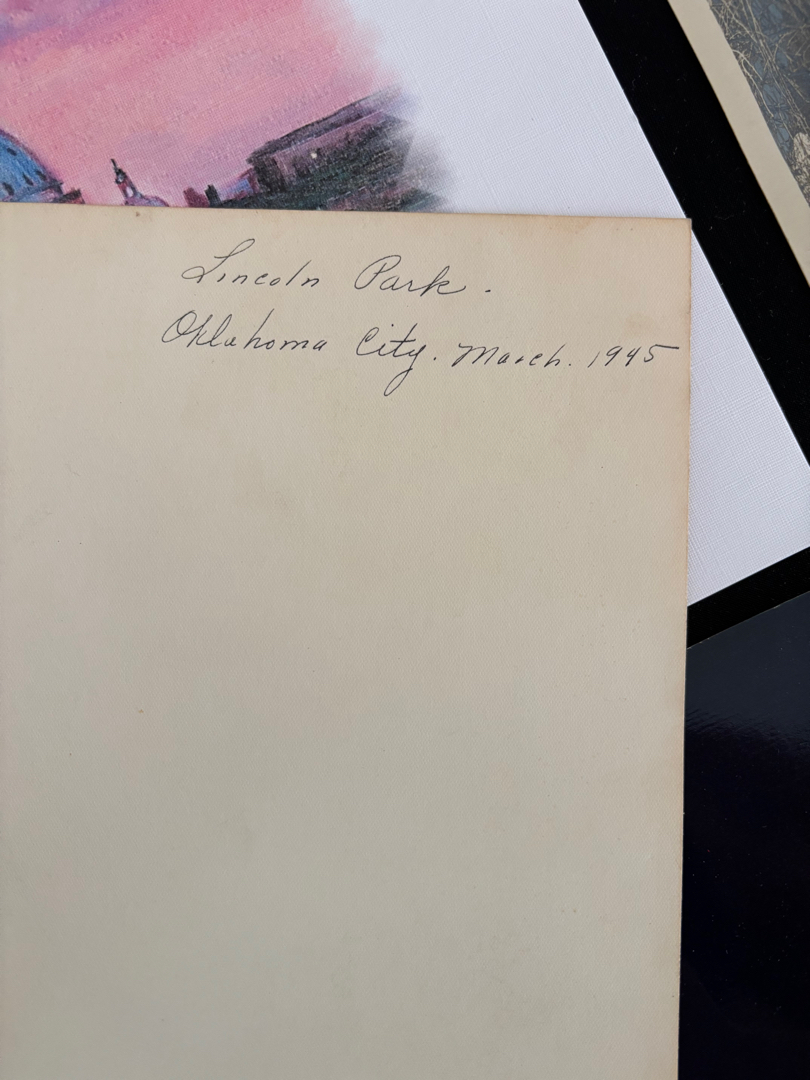 Lincoln Park.
Oklahoma City. March. 1945